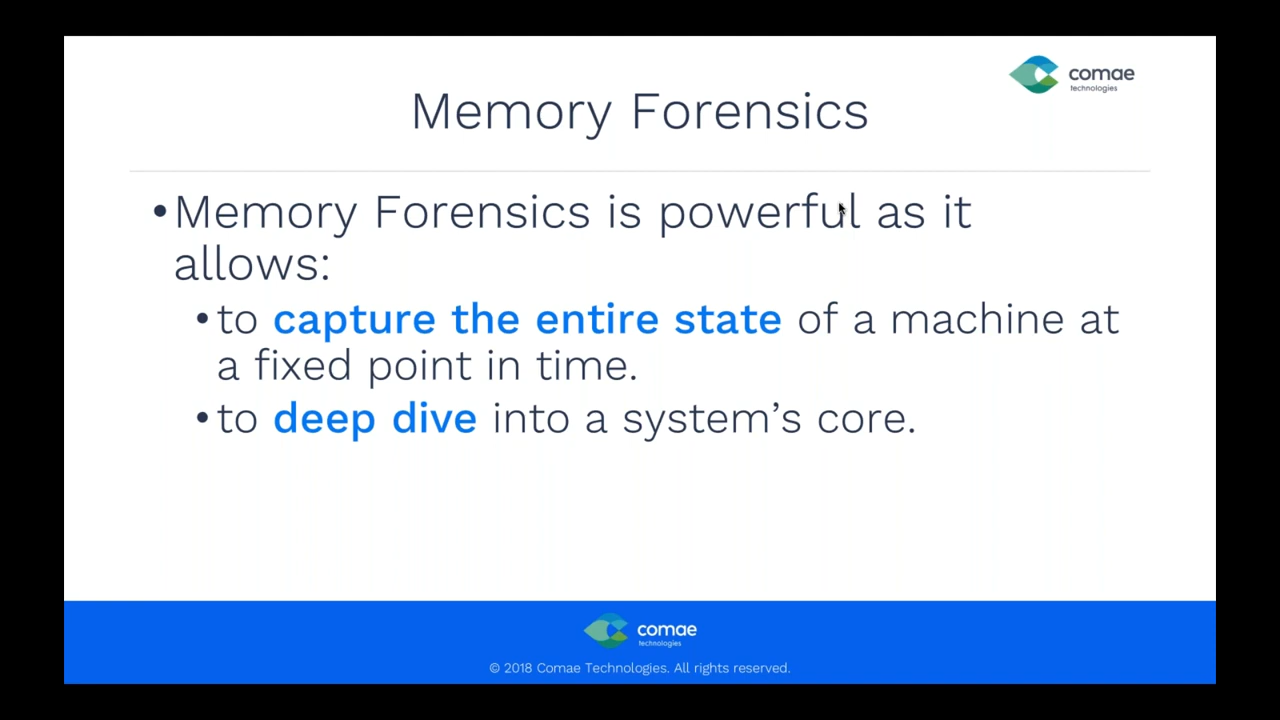 comae
technologies
Memory Forensics
•Memory Forensics is powerful as it
allows:
•to capture the entire state of a machine at
a fixed point in time.
•to deep dive into a system’s core.
comae
technologies
© 2018 Comae Technologies. All rights reserved.